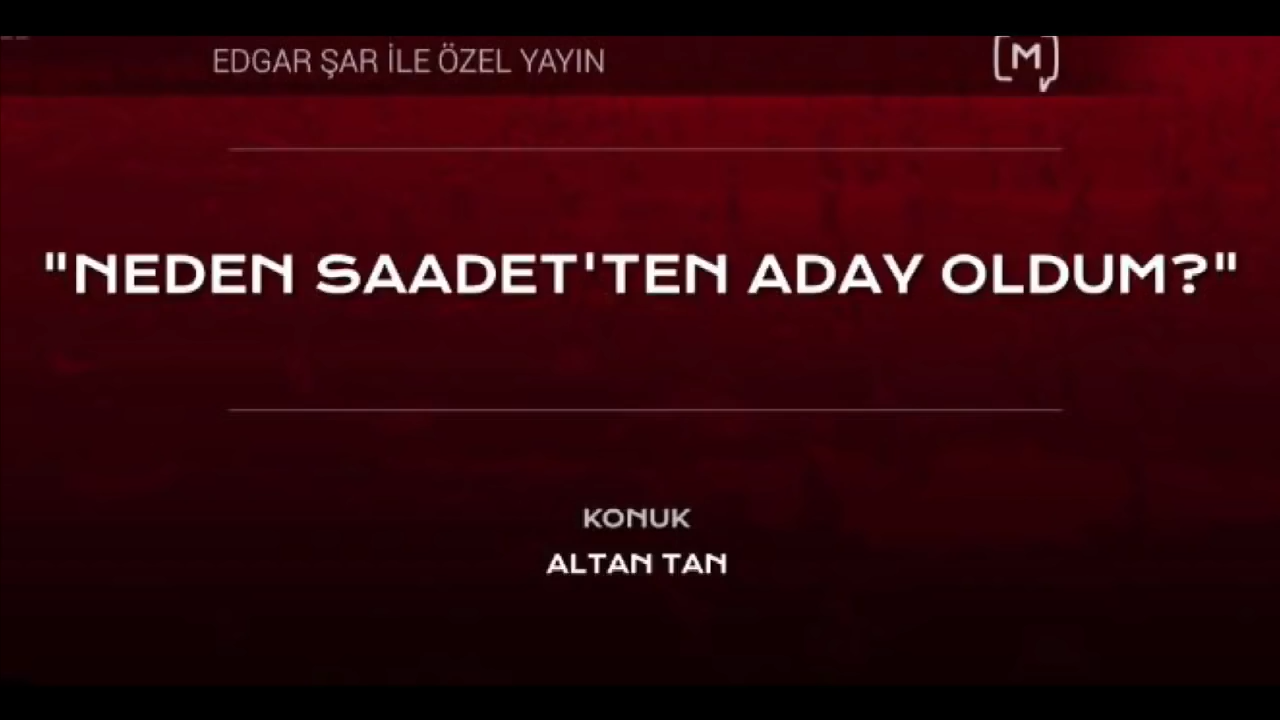 EDGAR ŞAR İLE ÖZEL YAYIN
[M]
"NEDEN SAADET'TEN ADAY OLDUM?"
KONUK
ALTAN TAN